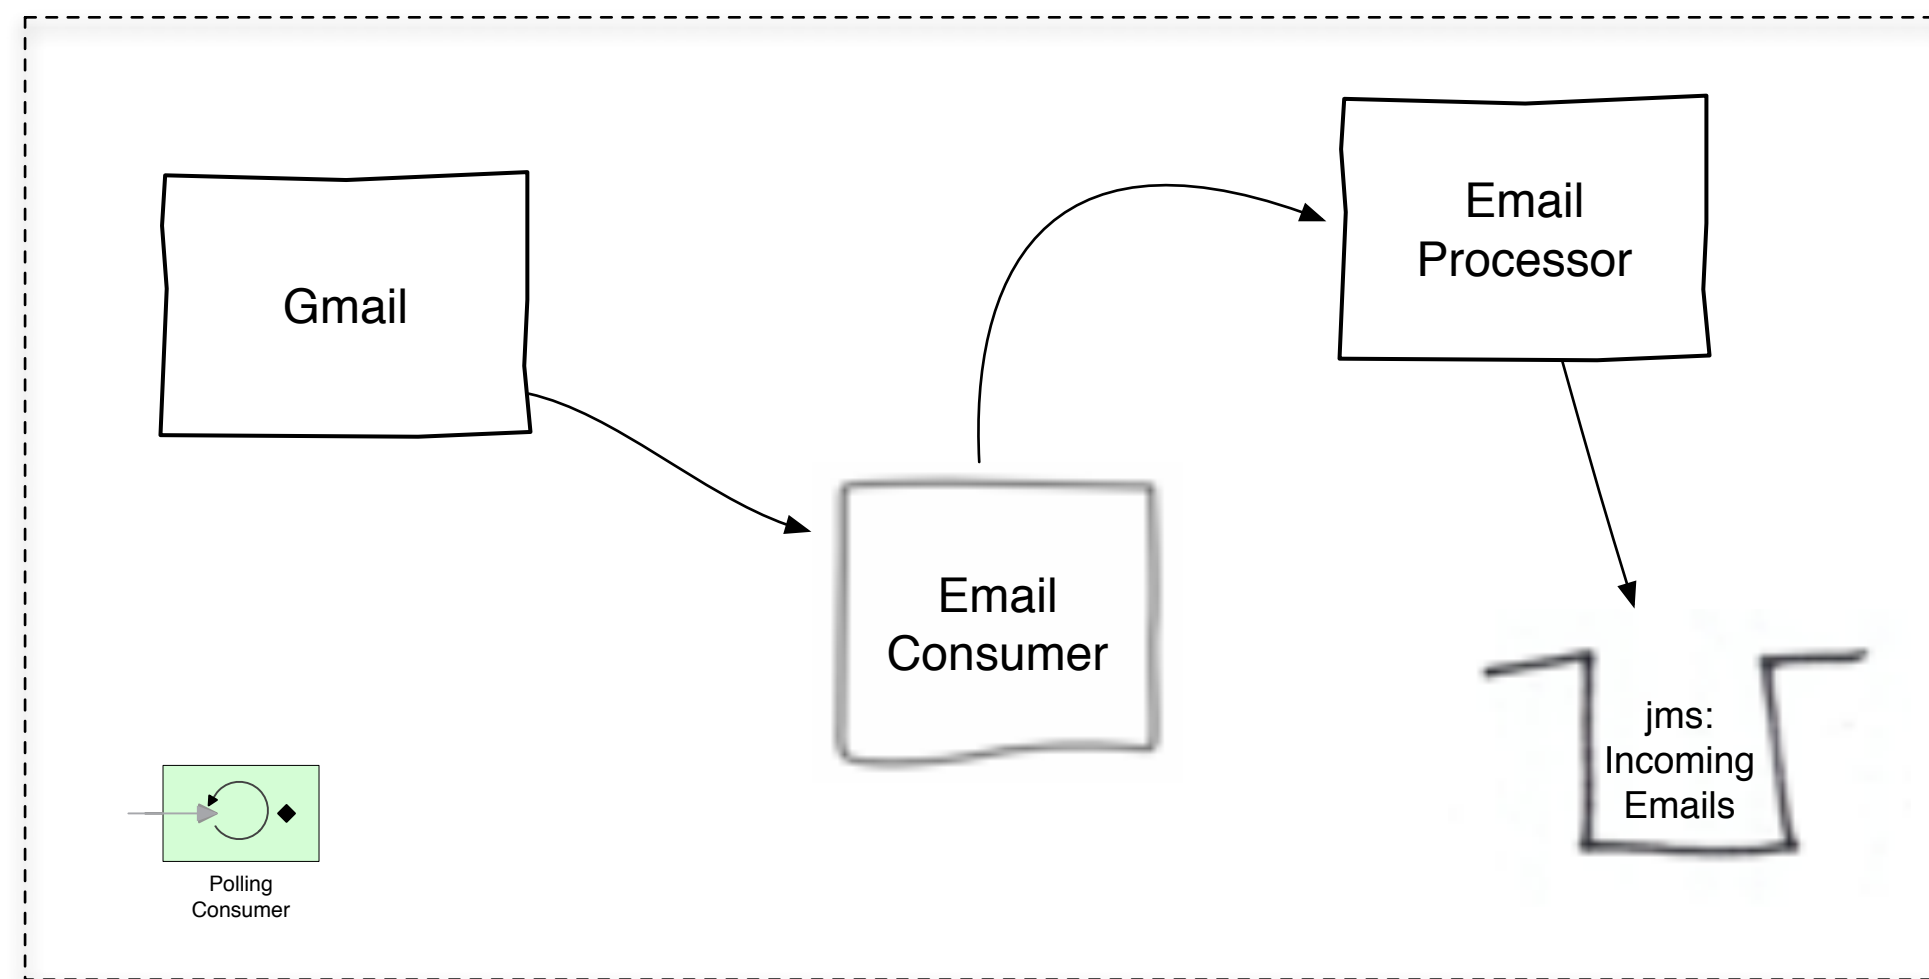 Gmail
Email
Consumer
Email
Processor
jms:
Incoming
Emails
Polling
Consumer